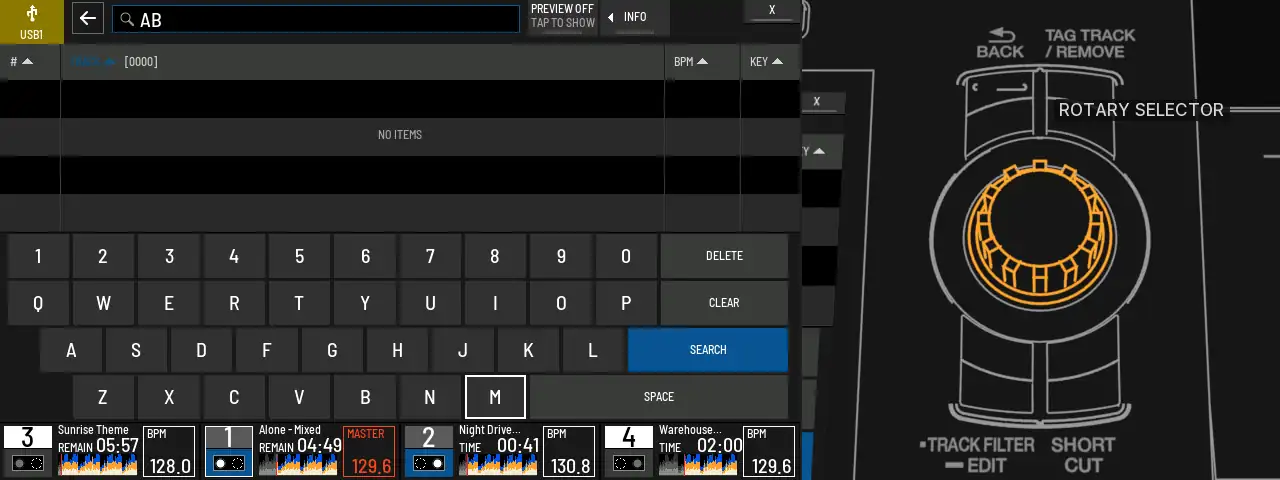 USB1
AB
PREVIEW OFF
TAP TO SHOW
INFO
X
#
[0000]
BPM
KEY
NO ITEMS
1 2 3 4 5 6 7 8 9 0 DELETE
Q W E R T Y U I O P CLEAR
A S D F G H J K L SEARCH
Z X C V B N M SPACE
3
Sunrise Theme
REMAIN 05:57
BPM
128.0
1
Alone - Mixed
REMAIN 04:49
MASTER
129.6
2
Night Drive...
TIME 00:41
BPM
130.8
4
Warehouse...
TIME 02:00
BPM
129.6
X
Y
BACK
TAG TRACK
/ REMOVE
ROTARY SELECTOR
▪TRACK FILTER
▬ EDIT
SHORT
CUT